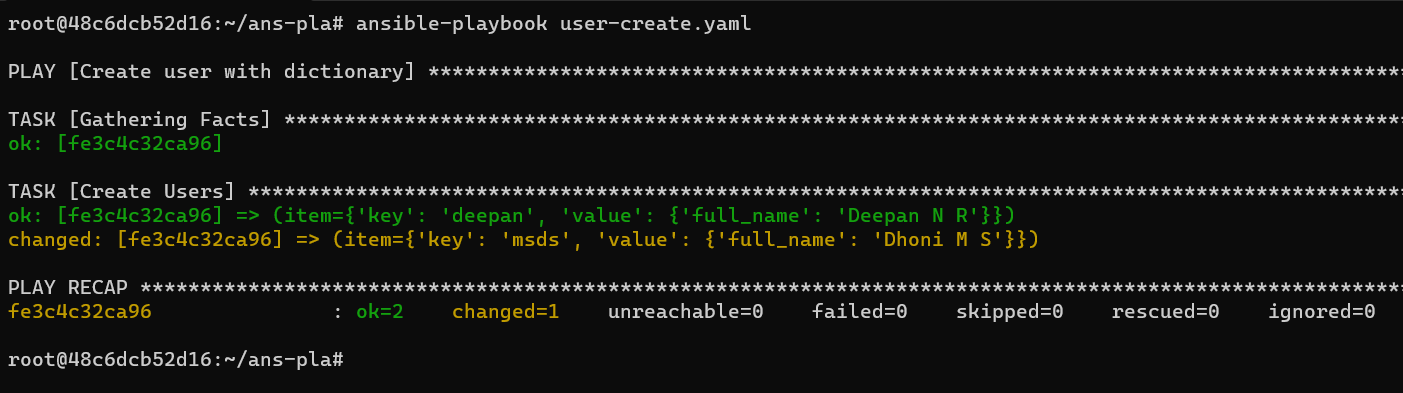 root@48c6dcb52d16:~/ans-pla# ansible-playbook user-create.yaml
PLAY [Create user with dictionary] *********************************************************************************
TASK [Gathering Facts] *********************************************************************************************
ok: [fe3c4c32ca96]
TASK [Create Users] ************************************************************************************************
ok: [fe3c4c32ca96] => (item={'key': 'deepan', 'value': {'full_name': 'Deepan N R'}})
changed: [fe3c4c32ca96] => (item={'key': 'msds', 'value': {'full_name': 'Dhoni M S'}})
PLAY RECAP *********************************************************************************************************
fe3c4c32ca96               : ok=2    changed=1    unreachable=0    failed=0    skipped=0    rescued=0    ignored=0
root@48c6dcb52d16:~/ans-pla#